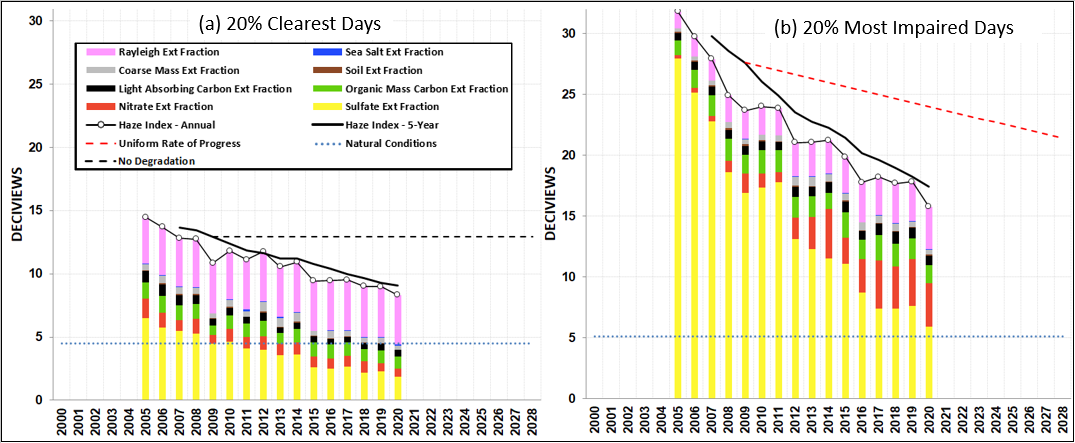 (a) 20% Clearest Days
DECIVIEWS
30
25
20
15
10
5
0
Rayleigh Ext Fraction
Sea Salt Ext Fraction
Coarse Mass Ext Fraction
Soil Ext Fraction
Light Absorbing Carbon Ext Fraction
Organic Mass Carbon Ext Fraction
Nitrate Ext Fraction
Sulfate Ext Fraction
Haze Index - Annual
Haze Index - 5-Year
Uniform Rate of Progress
Natural Conditions
No Degradation
2000 2001 2002 2003 2004 2005 2006 2007 2008 2009 2010 2011 2012 2013 2014 2015 2016 2017 2018 2019 2020 2021 2022 2023 2024 2025 2026 2027 2028
(b) 20% Most Impaired Days
DECIVIEWS
30
25
20
15
10
5
0
2000 2001 2002 2003 2004 2005 2006 2007 2008 2009 2010 2011 2012 2013 2014 2015 2016 2017 2018 2019 2020 2021 2022 2023 2024 2025 2026 2027 2028